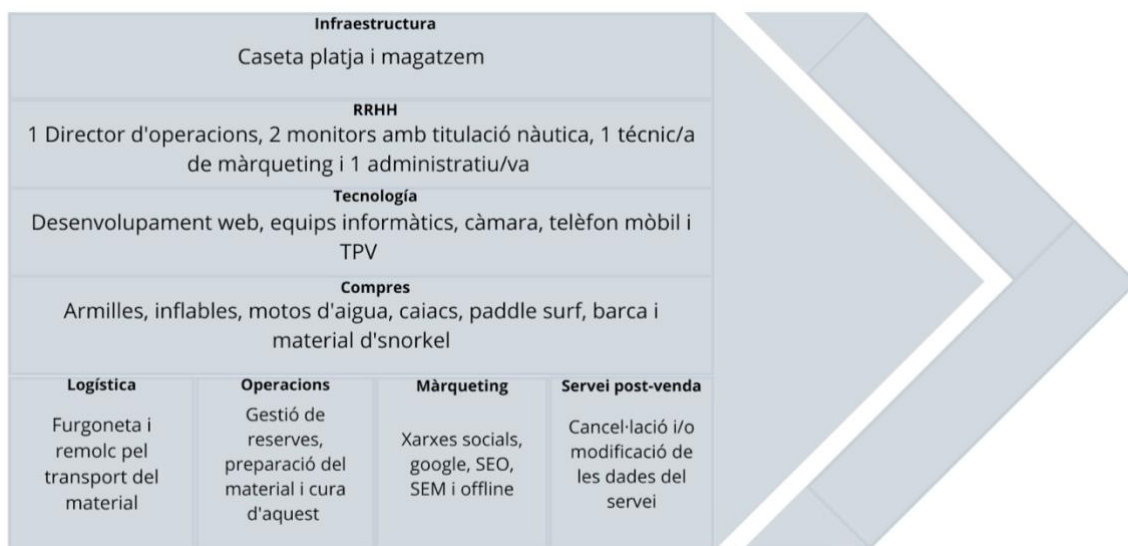 Infraestructura
Caseta platja i magatzem
RRHH
1 Director d'operacions, 2 monitors amb titulació nàutica, 1 técnic/a
de màrqueting i 1 administratiu/va
Tecnología
Desenvolupament web, equips informàtics, càmara, telèfon mòbil i
TPV
Compres
Armilles, inflables, motos d'aigua, caiacs, paddle surf, barca i
material d'snorkel
Logística
Furgoneta i
remolc pel
transport del
material
Operacions
Gestió de
reserves,
preparació del
material i cura
d'aquest
Màrqueting
Xarxes socials,
google, SEO,
SEM i offline
Servei post-venda
Cancel·lació i/o
modificació de
les dades del
servei